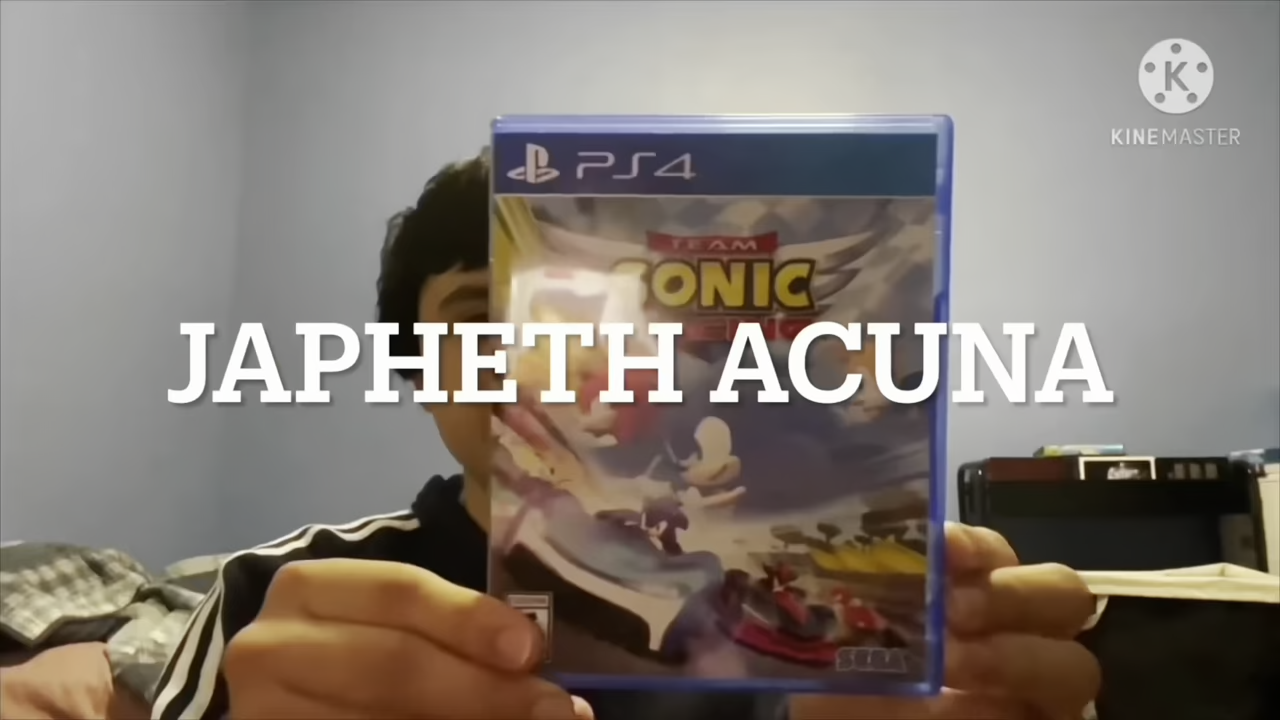 KINEMASTER
PS4
TEAM
SONIC
JAPHETH ACUNA
SEGA